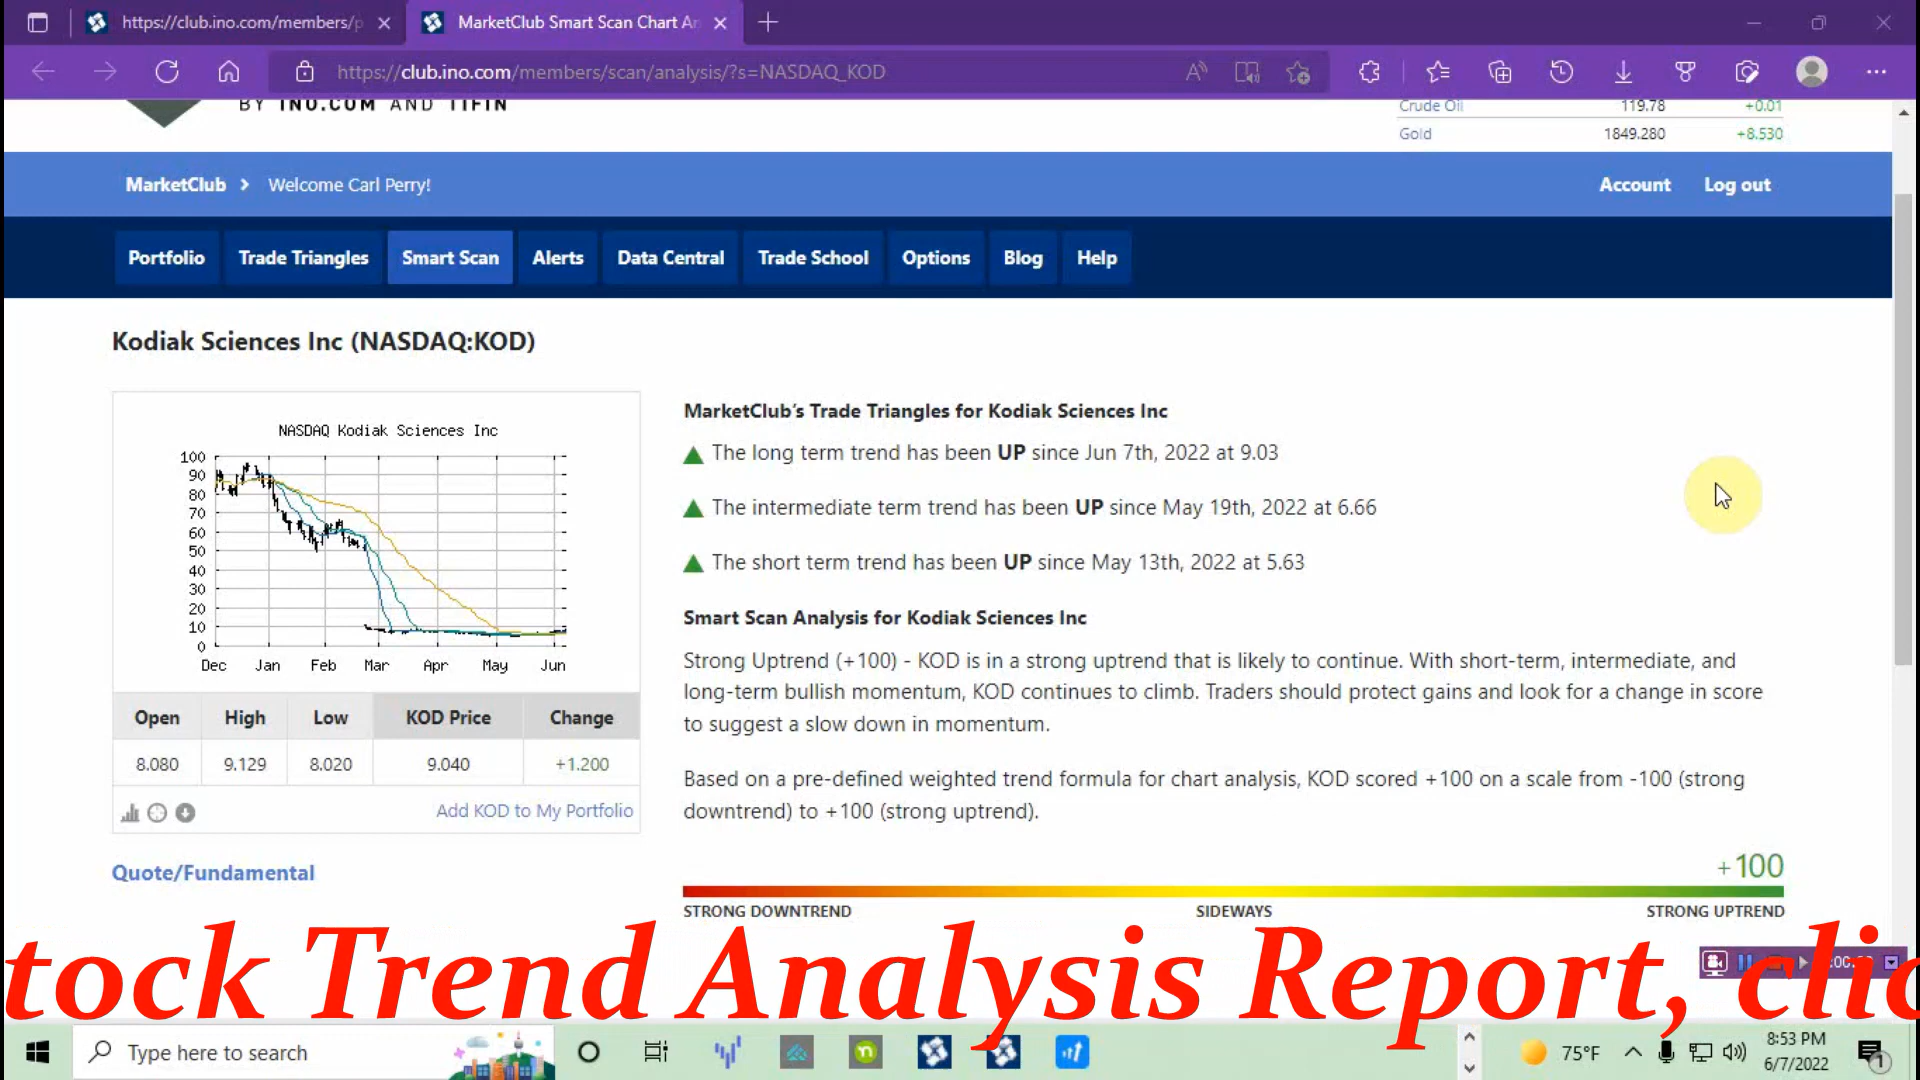 https://club.ino.com/members/p
MarketClub Smart Scan Chart An
https://club.ino.com/members/scan/analysis/?s=NASDAQ_KOD
BY INO.COM AND TIFIN
Crude Oil 119.78 +0.01
Gold 1849.280 +8.530
MarketClub > Welcome Carl Perry!
Account Log out
Portfolio Trade Triangles Smart Scan Alerts Data Central Trade School Options Blog Help
Kodiak Sciences Inc (NASDAQ:KOD)
NASDAQ Kodiak Sciences Inc
100
90
80
70
60
50
40
30
20
10
0
Dec Jan Feb Mar Apr May Jun
Open High Low KOD Price Change
8.080 9.129 8.020 9.040 +1.200
Add KOD to My Portfolio
Quote/Fundamental
MarketClub's Trade Triangles for Kodiak Sciences Inc
The long term trend has been UP since Jun 7th, 2022 at 9.03
The intermediate term trend has been UP since May 19th, 2022 at 6.66
The short term trend has been UP since May 13th, 2022 at 5.63
Smart Scan Analysis for Kodiak Sciences Inc
Strong Uptrend (+100) - KOD is in a strong uptrend that is likely to continue. With short-term, intermediate, and
long-term bullish momentum, KOD continues to climb. Traders should protect gains and look for a change in score
to suggest a slow down in momentum.
Based on a pre-defined weighted trend formula for chart analysis, KOD scored +100 on a scale from -100 (strong
downtrend) to +100 (strong uptrend).
+100
STRONG DOWNTREND SIDEWAYS STRONG UPTREND
tock Trend Analysis Report, clic
Type here to search
75°F
8:53 PM
6/7/2022
1